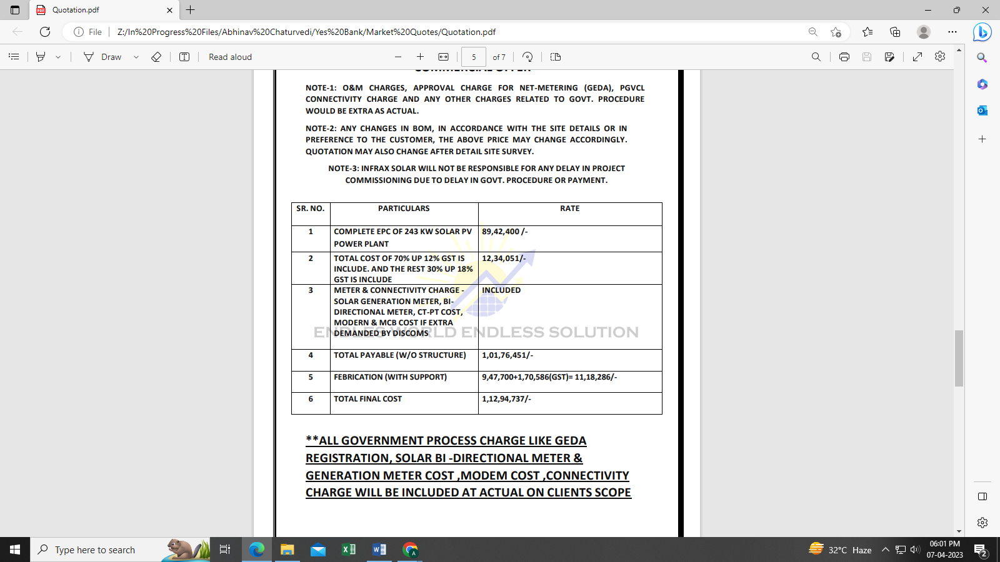 Quotation.pdf
File
Z:/In%20Progress%20Files/Abhinav%20Chaturvedi/Yes%20Bank/Market%20Quotes/Quotation.pdf
Draw
Read aloud
5 of 7
COMMERCIAL OFFER
NOTE-1: O&M CHARGES, APPROVAL CHARGE FOR NET-METERING (GEDA), PGVCL
CONNECTIVITY CHARGE AND ANY OTHER CHARGES RELATED TO GOVT. PROCEDURE
WOULD BE EXTRA AS ACTUAL.
NOTE-2: ANY CHANGES IN BOM, IN ACCORDANCE WITH THE SITE DETAILS OR IN
PREFERENCE TO THE CUSTOMER, THE ABOVE PRICE MAY CHANGE ACCORDINGLY.
QUOTATION MAY ALSO CHANGE AFTER DETAIL SITE SURVEY.
NOTE-3: INFRAX SOLAR WILL NOT BE RESPONSIBLE FOR ANY DELAY IN PROJECT
COMMISSIONING DUE TO DELAY IN GOVT. PROCEDURE OR PAYMENT.
SR. NO. PARTICULARS RATE
1 COMPLETE EPC OF 243 KW SOLAR PV 89,42,400 /-
POWER PLANT
2 TOTAL COST OF 70% UP 12% GST IS 12,34,051/-
INCLUDE. AND THE REST 30% UP 18%
GST IS INCLUDE
3 METER & CONNECTIVITY CHARGE - INCLUDED
SOLAR GENERATION METER, BI-
DIRECTIONAL METER, CT-PT COST,
MODERN & MCB COST IF EXTRA
DEMANDED BY DISCOMS
ENDLES WORLD ENDLESS SOLUTION
4 TOTAL PAYABLE (W/O STRUCTURE) 1,01,76,451/-
5 FEBRICATION (WITH SUPPORT) 9,47,700+1,70,586(GST)= 11,18,286/-
6 TOTAL FINAL COST 1,12,94,737/-
**ALL GOVERNMENT PROCESS CHARGE LIKE GEDA
REGISTRATION, SOLAR BI -DIRECTIONAL METER &
GENERATION METER COST ,MODEM COST ,CONNECTIVITY
CHARGE WILL BE INCLUDED AT ACTUAL ON CLIENTS SCOPE
Type here to search
32°C Haze
06:01 PM
07-04-2023
2